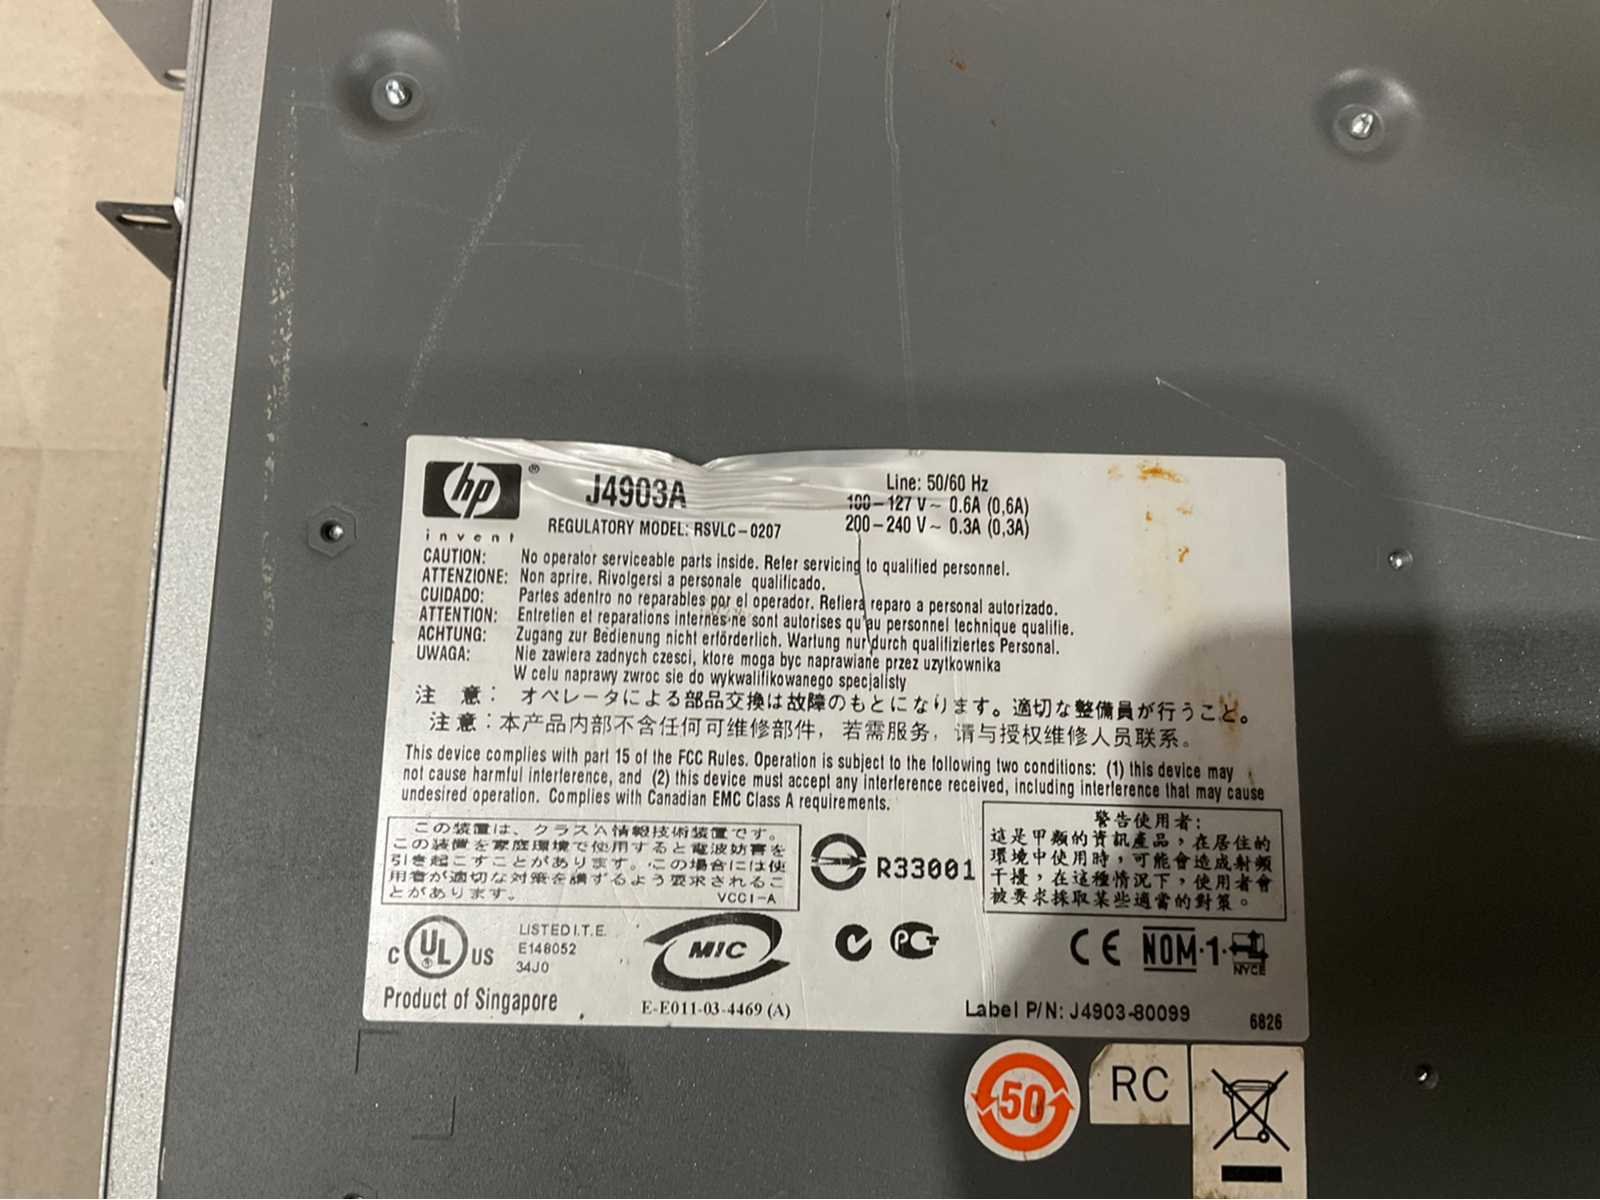 hp ®
invent
J4903A
REGULATORY MODEL: RSVLC-0207
Line: 50/60 Hz
100-127 V~ 0.6A (0,6A)
200-240 V~ 0.3A (0,3A)
CAUTION: No operator serviceable parts inside. Refer servicing to qualified personnel.
ATTENZIONE: Non aprire. Rivolgersi a personale qualificado.
CUIDADO: Partes adentro no reparables por el operador. Refiera reparo a personal autorizado.
ATTENTION: Entretien et reparations internes ne sont autorises qu'au personnel technique qualifie.
ACHTUNG: Zugang zur Bedienung nicht erförderlich. Wartung nur durch qualifiziertes Personal.
UWAGA: Nie zawiera zadnych czesci, ktore moga byc naprawiane przez uzytkownika
W celu naprawy zwroc sie do wykwalifikowanego specjalisty
注 意： オペレータによる部品交換は故障のもとになります。適切な整備員が行うこと。
注意：本产品内部不含任何可维修部件，若需服务，请与授权维修人员联系。
This device complies with part 15 of the FCC Rules. Operation is subject to the following two conditions: (1) this device may
not cause harmful interference, and (2) this device must accept any interference received, including interference that may cause
undesired operation. Complies with Canadian EMC Class A requirements.
この装置は、クラスA情報技術装置です。
この装置を家庭環境で使用すると電波妨害を
引き起こすことがあります。この場合には使
用者が適切な対策を講ずるよう要求されるこ
とがあります。 VCCI-A
R33001
警告使用者：
這是甲類的資訊產品，在居住的
環境中使用時，可能會造成射頻
干擾，在這種情況下，使用者會
被要求採取某些適當的對策。
C UL US
LISTED I.T.E.
E148052
34J0
MIC
E-E011-03-4469 (A)
PG
CE
NOM-1-
NYCE
Product of Singapore
Label P/N: J4903-80099
6826
50
RC